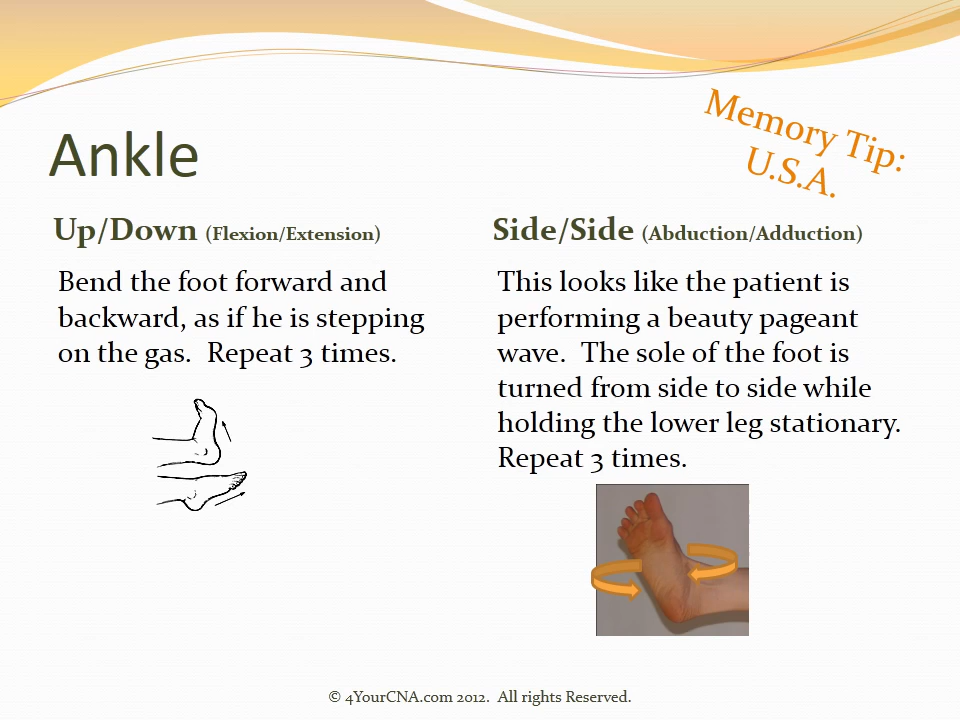 Memory Tip:
U.S.A.
Ankle
Up/Down (Flexion/Extension)
Bend the foot forward and
backward, as if he is stepping
on the gas.  Repeat 3 times.
Side/Side (Abduction/Adduction)
This looks like the patient is
performing a beauty pageant
wave.  The sole of the foot is
turned from side to side while
holding the lower leg stationary.
Repeat 3 times.
© 4YourCNA.com 2012.  All rights Reserved.